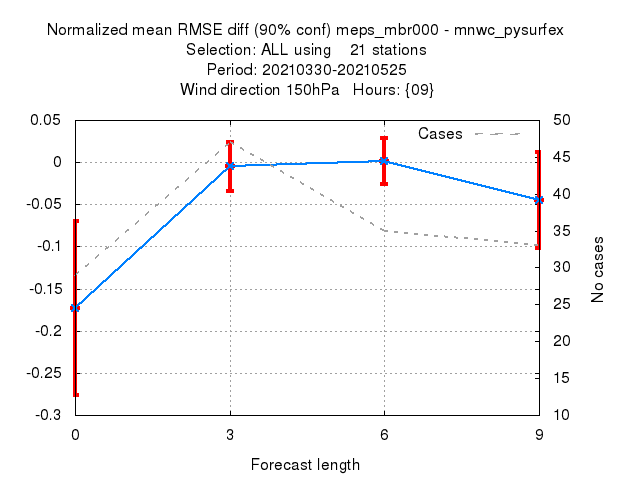 Normalized mean RMSE diff (90% conf) meps_mbr000 - mnwc_pysurfex
Selection: ALL using 21 stations
Period: 20210330-20210525
Wind direction 150hPa Hours: {09}
Cases
0.05
0
-0.05
-0.1
-0.15
-0.2
-0.25
-0.3
50
45
40
35
30
25
20
15
10
No cases
0 3 6 9
Forecast length